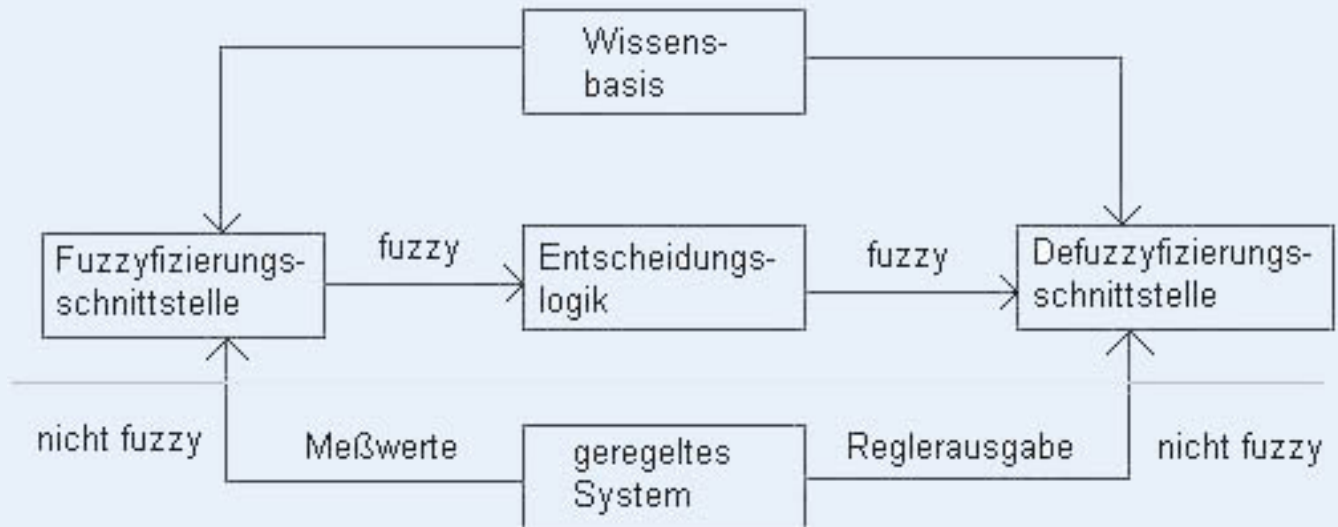 Wissens-
basis
Fuzzyfizierungs-
schnittstelle
fuzzy
Entscheidungs-
logik
fuzzy
Defuzzyfizierungs-
schnittstelle
nicht fuzzy
Meßwerte
geregeltes
System
Reglerausgabe
nicht fuzzy